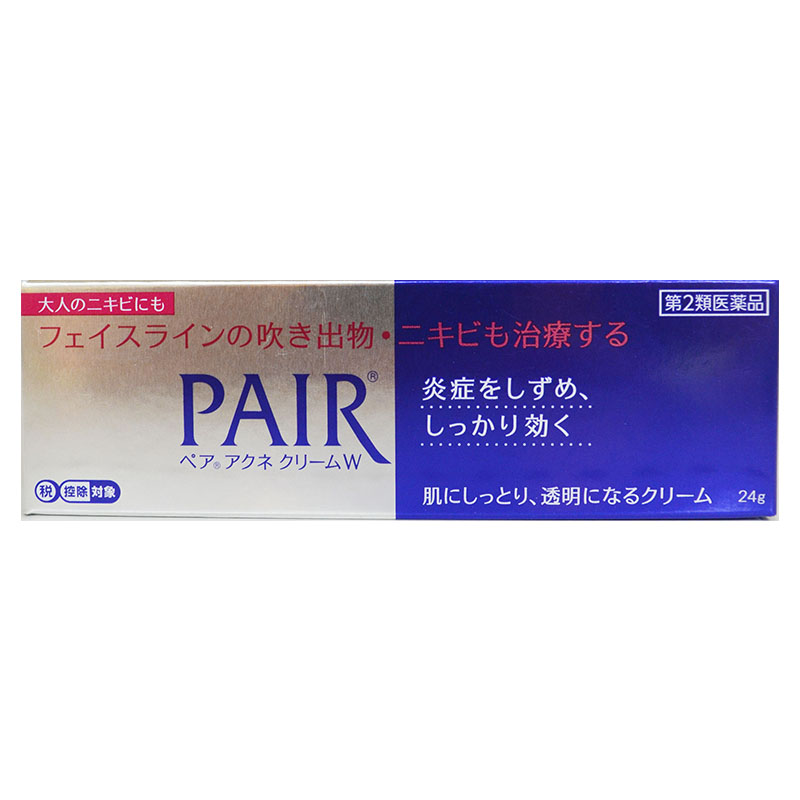 大人のニキビにも
第2類医薬品
フェイスラインの吹き出物・ニキビも治療する
PAIR®
ペア® アクネ クリームW
炎症をしずめ、
しっかり効く
税 控除 対象
肌にしっとり、透明になるクリーム 24g